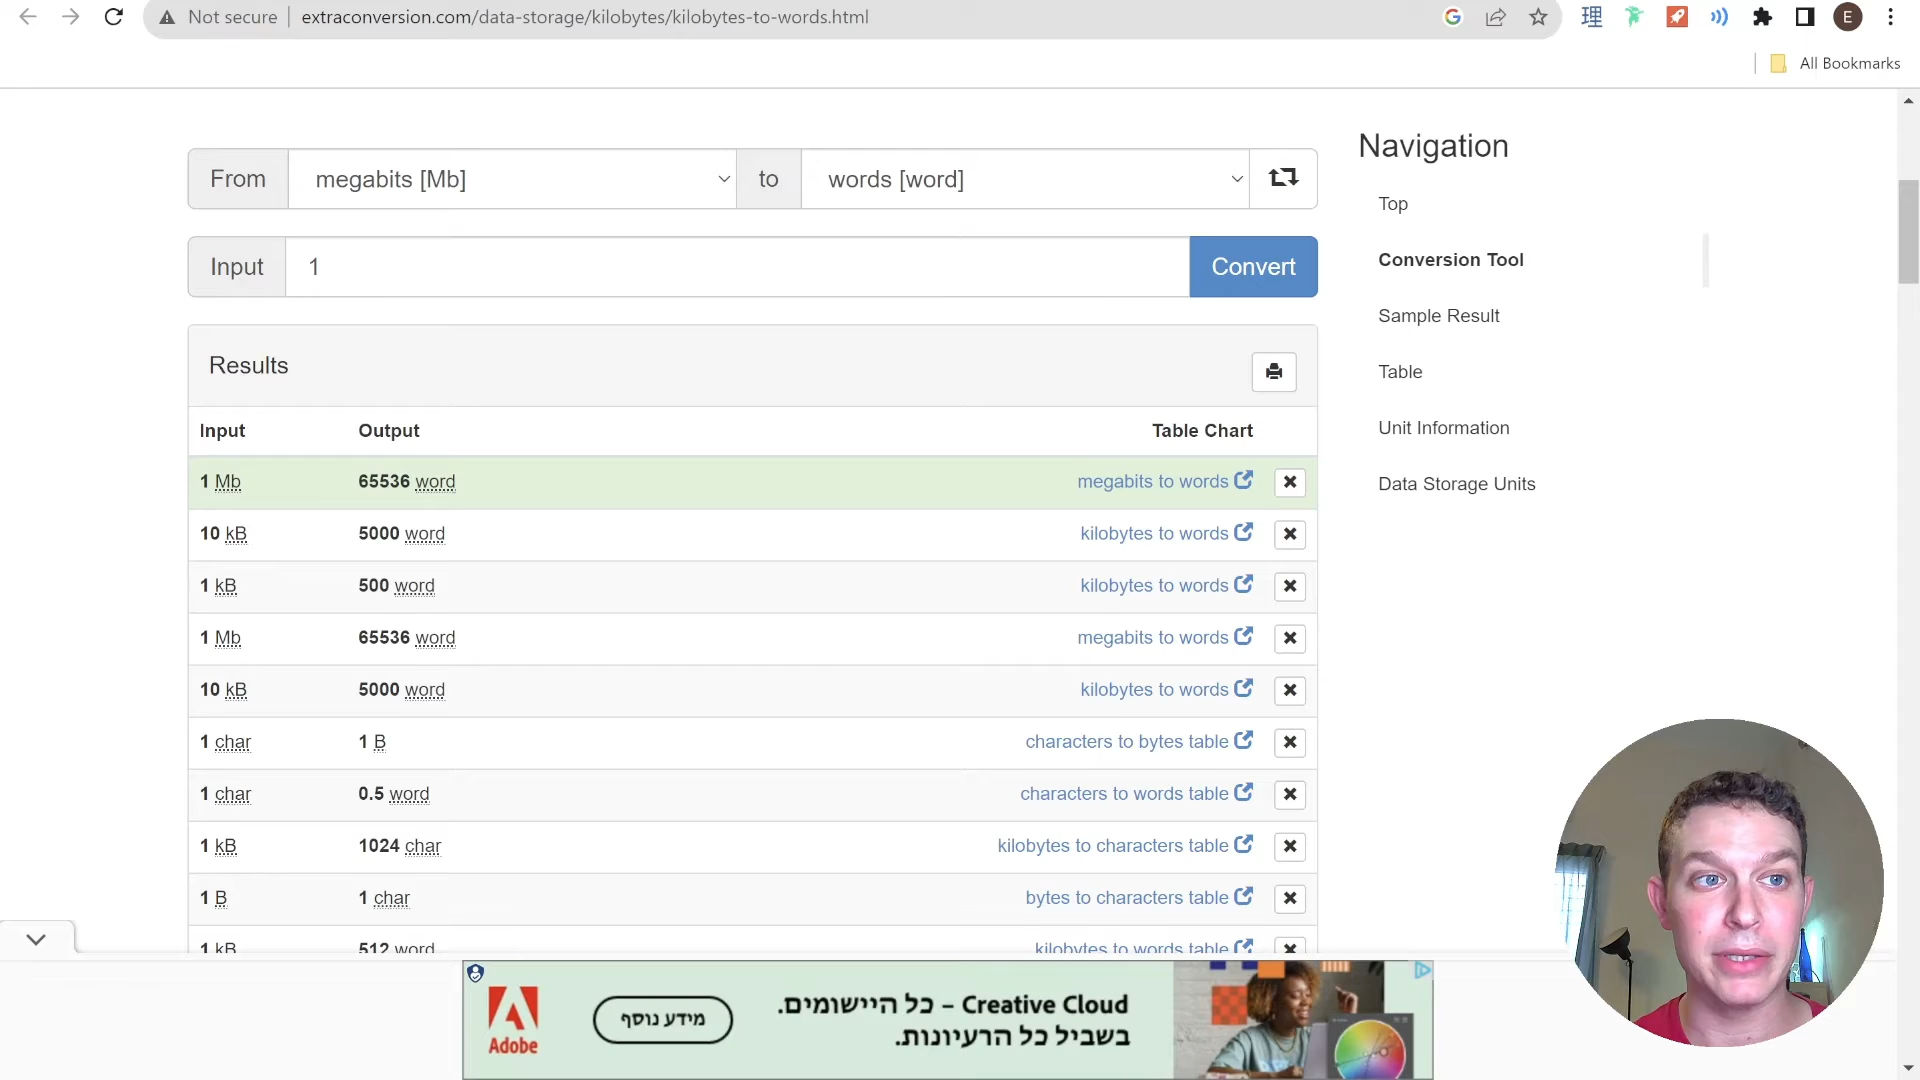 Not secure
extraconversion.com/data-storage/kilobytes/kilobytes-to-words.html
E
All Bookmarks
From megabits [Mb] to words [word]
Input 1 Convert
Results
Input Output Table Chart
1 Mb 65536 word megabits to words
10 kB 5000 word kilobytes to words
1 kB 500 word kilobytes to words
1 Mb 65536 word megabits to words
10 kB 5000 word kilobytes to words
1 char 1 B characters to bytes table
1 char 0.5 word characters to words table
1 kB 1024 char kilobytes to characters table
1 B 1 char bytes to characters table
1 kB 512 word kilobytes to words table
Navigation
Top
Conversion Tool
Sample Result
Table
Unit Information
Data Storage Units
Adobe
מידע נוסף
Creative Cloud – כל היישומים.
בשביל כל הרעיונות.